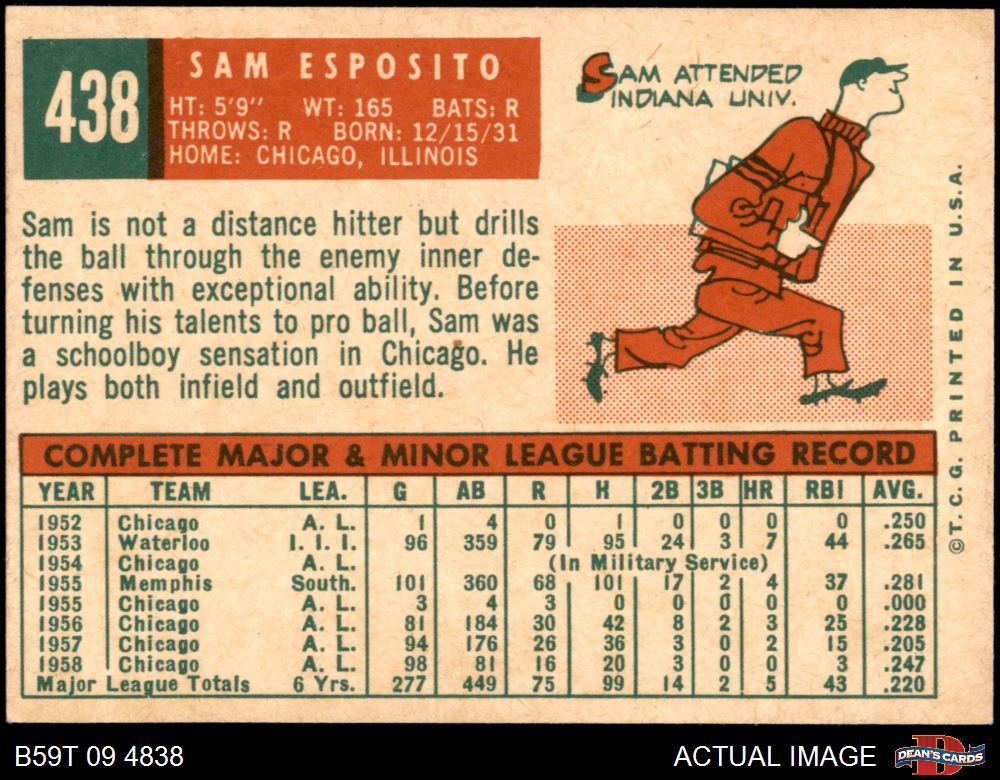 438
SAM ESPOSITO
HT: 5'9" WT: 165 BATS: R
THROWS: R BORN: 12/15/31
HOME: CHICAGO, ILLINOIS
SAM ATTENDED
INDIANA UNIV.
Sam is not a distance hitter but drills
the ball through the enemy inner de-
fenses with exceptional ability. Before
turning his talents to pro ball, Sam was
a schoolboy sensation in Chicago. He
plays both infield and outfield.
COMPLETE MAJOR & MINOR LEAGUE BATTING RECORD
YEAR TEAM LEA. G AB R H 2B 3B HR RBI AVG.
1952 Chicago A. L. 1 4 0 1 0 0 0 0 .250
1953 Waterloo I. I. I. 96 359 79 95 24 3 7 44 .265
1954 Chicago A. L. (In Military Service)
1955 Memphis South. 101 360 68 101 17 2 4 37 .281
1955 Chicago A. L. 3 4 3 0 0 0 0 0 .000
1956 Chicago A. L. 81 184 30 42 8 2 3 25 .228
1957 Chicago A. L. 94 176 26 36 3 0 2 15 .205
1958 Chicago A. L. 98 81 16 20 3 0 0 3 .247
Major League Totals 6 Yrs. 277 449 75 99 14 2 5 43 .220
©T.C.G. PRINTED IN U.S.A.
B59T 09 4838
ACTUAL IMAGE
D
DEAN'S CARDS